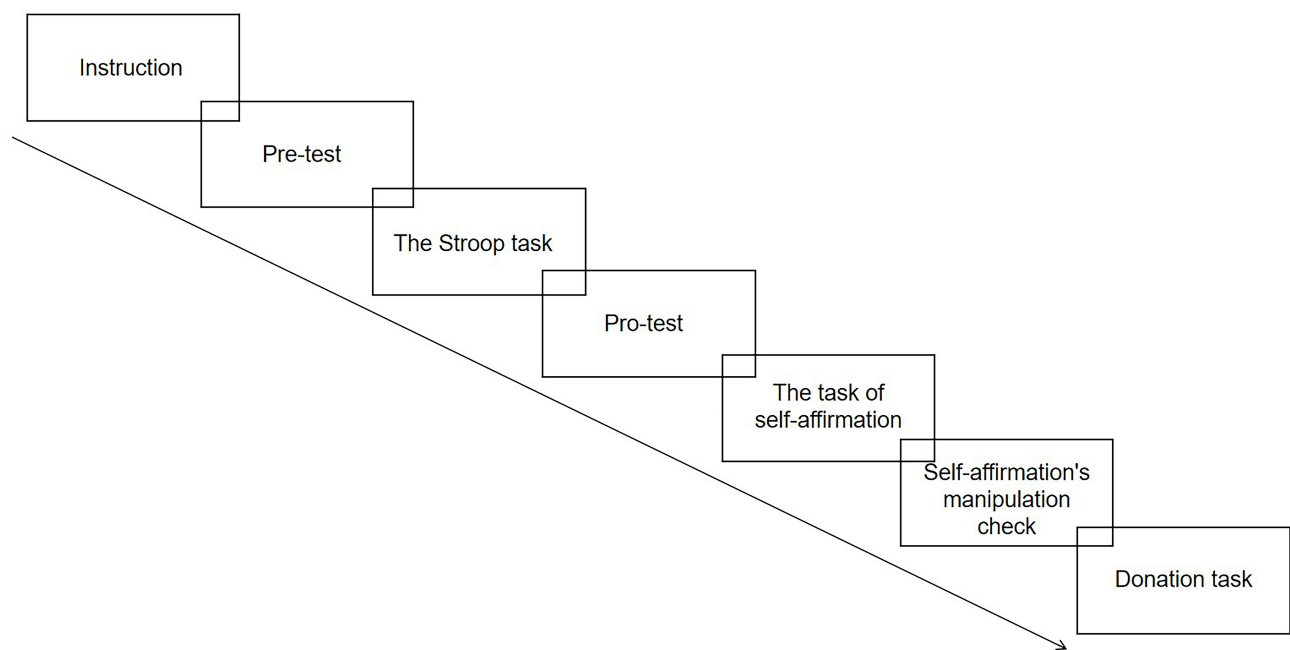 Instruction
Pre-test
The Stroop task
Pro-test
The task of
self-affirmation
Self-affirmation's
manipulation
check
Donation task